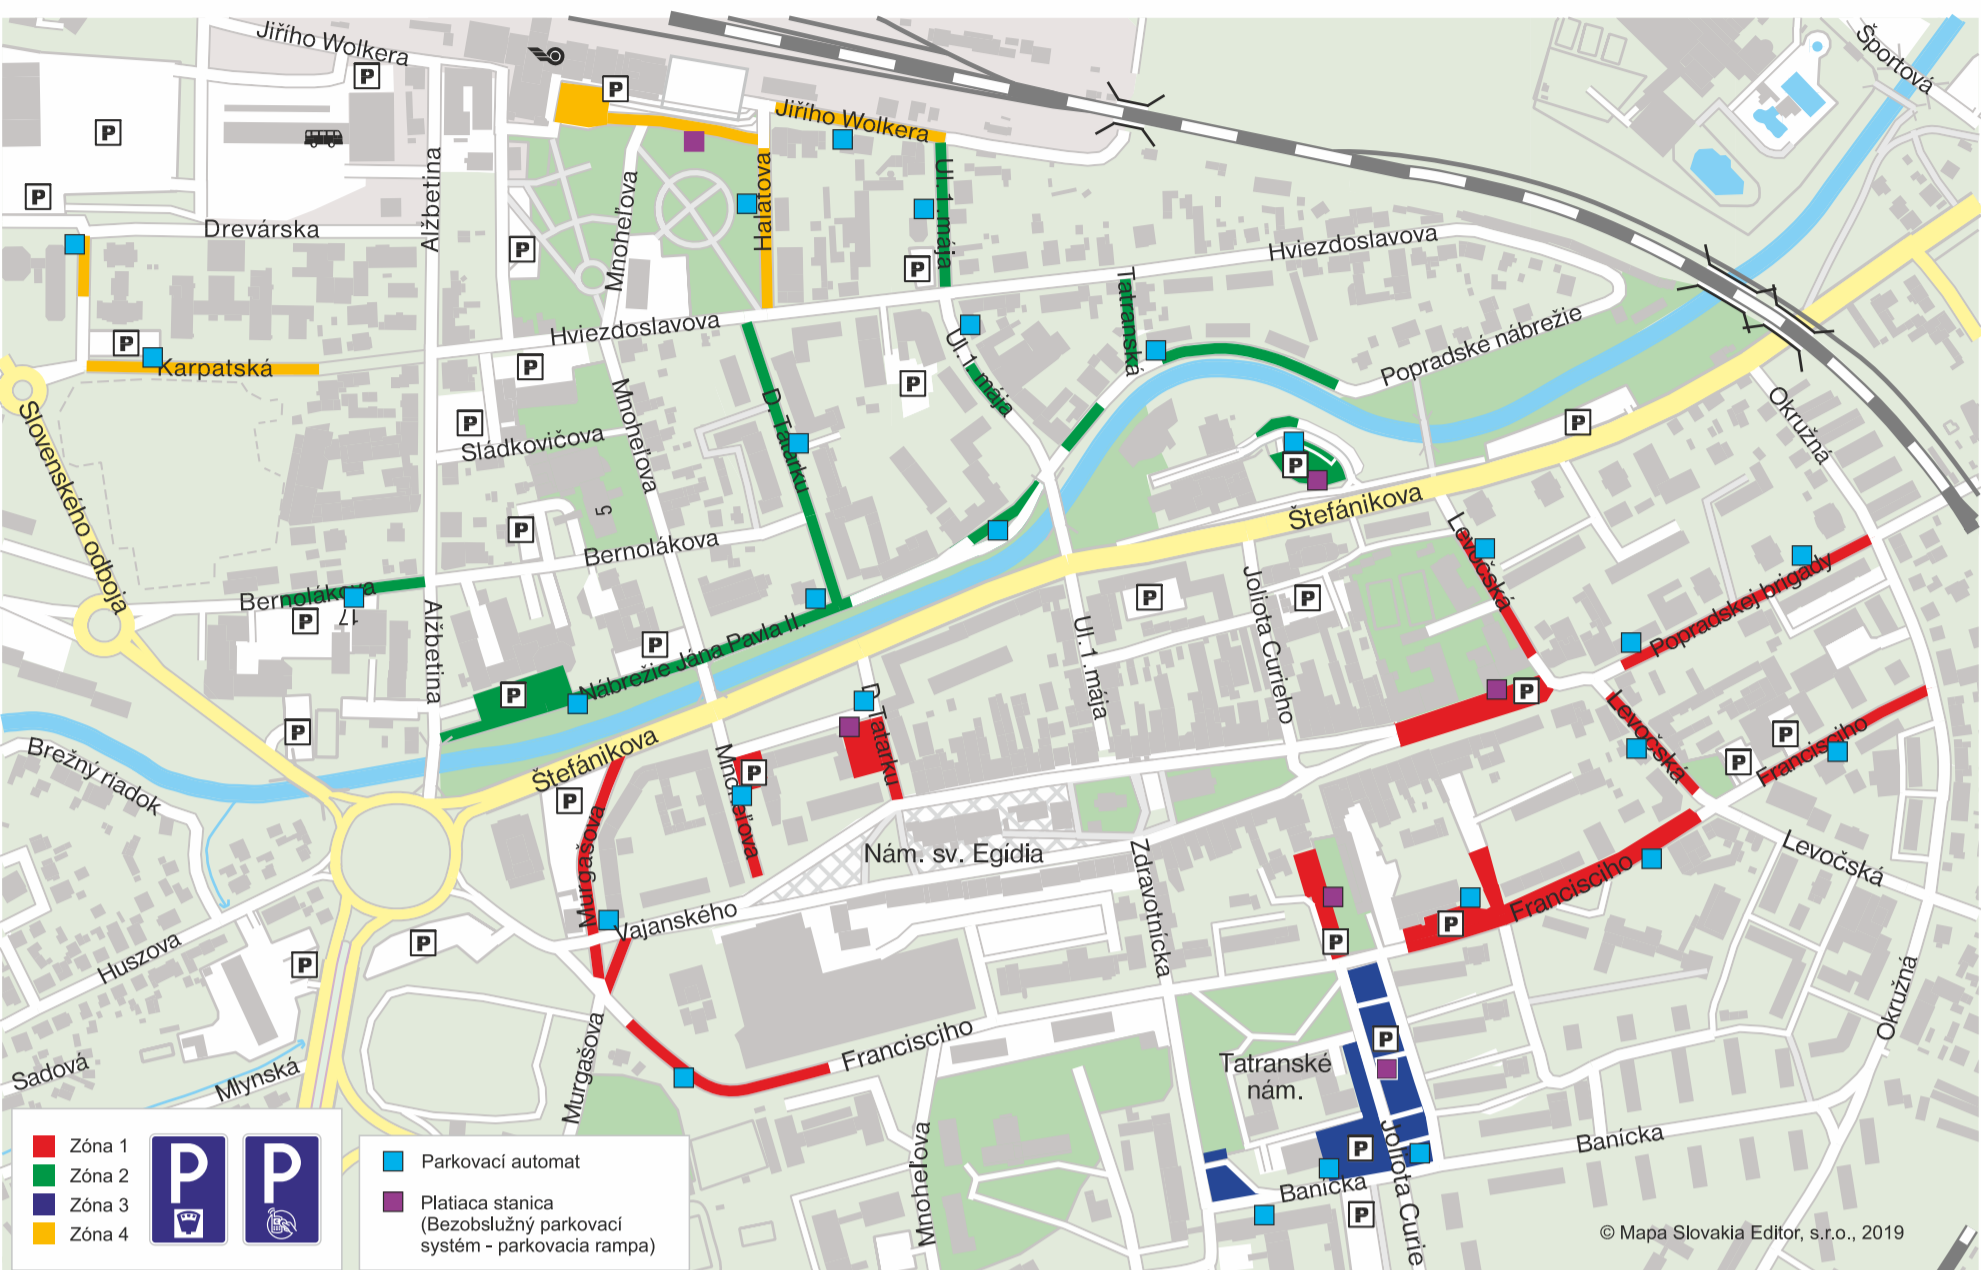 Jiřího Wolkera
P
P
Jiřího Wolkera
Športová
P
P
Alžbetina
Mnoheľova
Halatova
Ul. 1. mája
Drevárska
P
P
Hviezdoslavova
Tatranská
Hviezdoslavova
Ul. 1. mája
Popradské nábrežie
P
Karpatská
P
P
Okružná
Slovenského odboja
P
Sládkovičova
Mnoheľova
D. Tatarku
P
P
Štefánikova
5
P
Bernolákova
Levočská
Bernolákova
17
P
Alžbetina
P
Nábrežie Jána Pavla II.
P
Ul. 1. mája
Joliota Curieho
P
P
Popradskej brigády
P
P
Levočská
Brežný riadok
P
Štefánikova
Mnoheľova
P
D. Tatarku
P
P
Francisciho
P
Murgašova
Nám. sv. Egídia
Zdravotnícka
Levočská
Vajanského
Francisciho
P
P
Huszova
P
P
Okružná
Francisciho
Murgašova
P
Tatranské
nám.
Sadová
Mlynská
Mnoheľova
P
Joliota Curie
Banícka
Banícka
P
Zóna 1
Zóna 2
Zóna 3
Zóna 4
P
P
Parkovací automat
Platiaca stanica
(Bezobslužný parkovací
systém - parkovacia rampa)
© Mapa Slovakia Editor, s.r.o., 2019